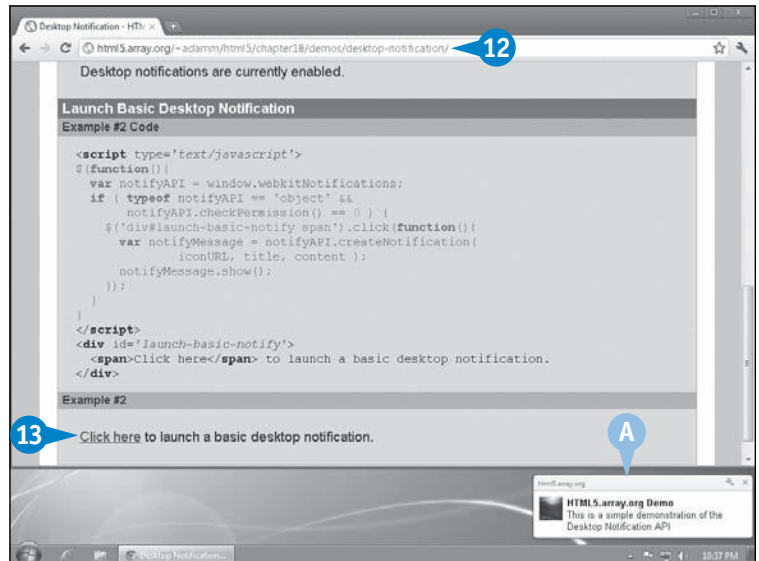 Desktop Notification - HTM
html5.array.org/~adamm/html5/chapter18/demos/desktop-notification/
12
Desktop notifications are currently enabled.
Launch Basic Desktop Notification
Example #2 Code
<script type='text/javascript'>
$(function(){
var notifyAPI = window.webkitNotifications;
if ( typeof notifyAPI == 'object' &&
notifyAPI.checkPermission() == 0 ) {
$('div#launch-basic-notify span').click(function(){
var notifyMessage = notifyAPI.createNotification(
iconURL, title, content );
notifyMessage.show();
});
}
}
</script>
<div id='launch-basic-notify'>
<span>Click here</span> to launch a basic desktop notification.
</div>
Example #2
13
Click here to launch a basic desktop notification.
A
html5.array.org
HTML5.array.org Demo
This is a simple demonstration of the
Desktop Notification API
Desktop Notification...
10:37 PM